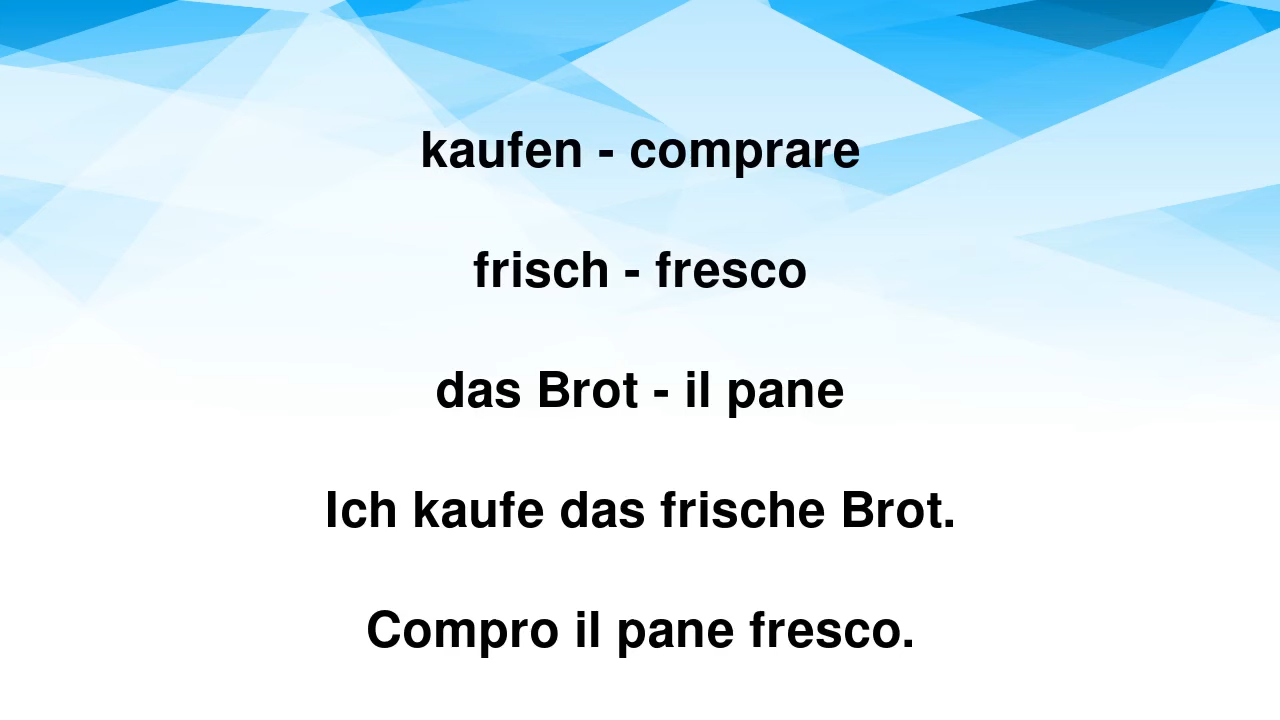 kaufen - comprare
frisch - fresco
das Brot - il pane
Ich kaufe das frische Brot.
Compro il pane fresco.